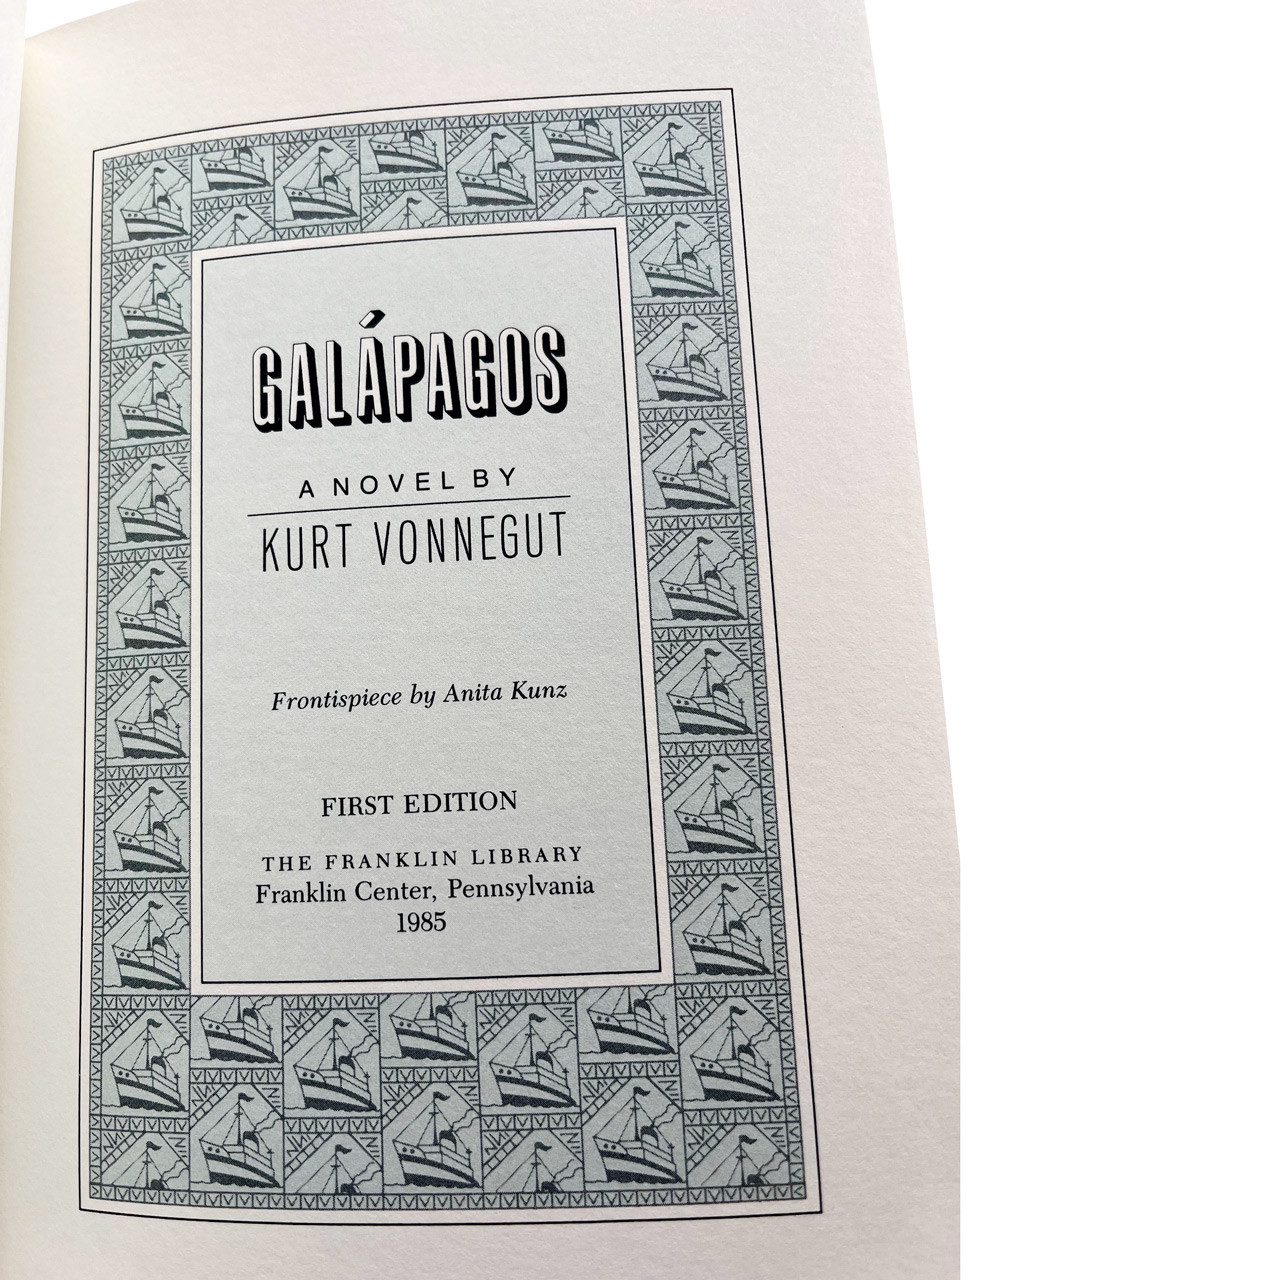 GALÁPAGOS
A NOVEL BY
KURT VONNEGUT
Frontispiece by Anita Kunz
FIRST EDITION
THE FRANKLIN LIBRARY
Franklin Center, Pennsylvania
1985